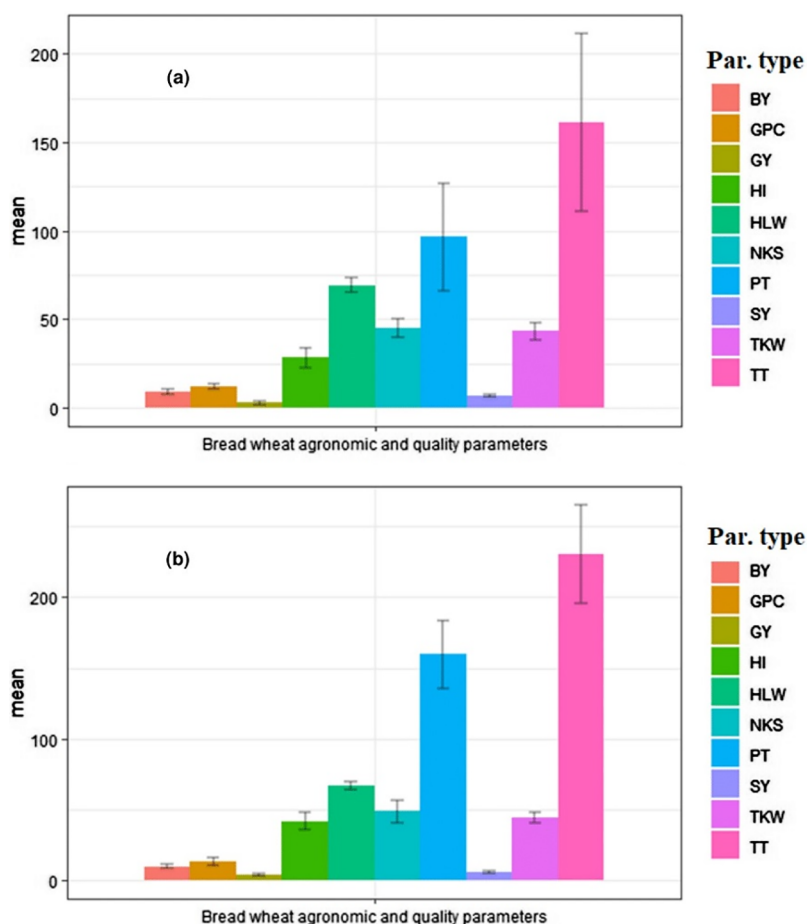 (a)
mean
200
150
100
50
0
Bread wheat agronomic and quality parameters
Par. type
BY
GPC
GY
HI
HLW
NKS
PT
SY
TKW
TT
(b)
mean
200
100
0
Bread wheat agronomic and quality parameters
Par. type
BY
GPC
GY
HI
HLW
NKS
PT
SY
TKW
TT